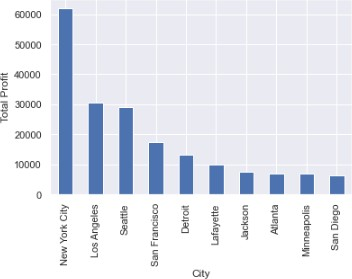 Total Profit
60000
50000
40000
30000
20000
10000
0
New York City
Los Angeles
Seattle
San Francisco
Detroit
Lafayette
Jackson
Atlanta
Minneapolis
San Diego
City